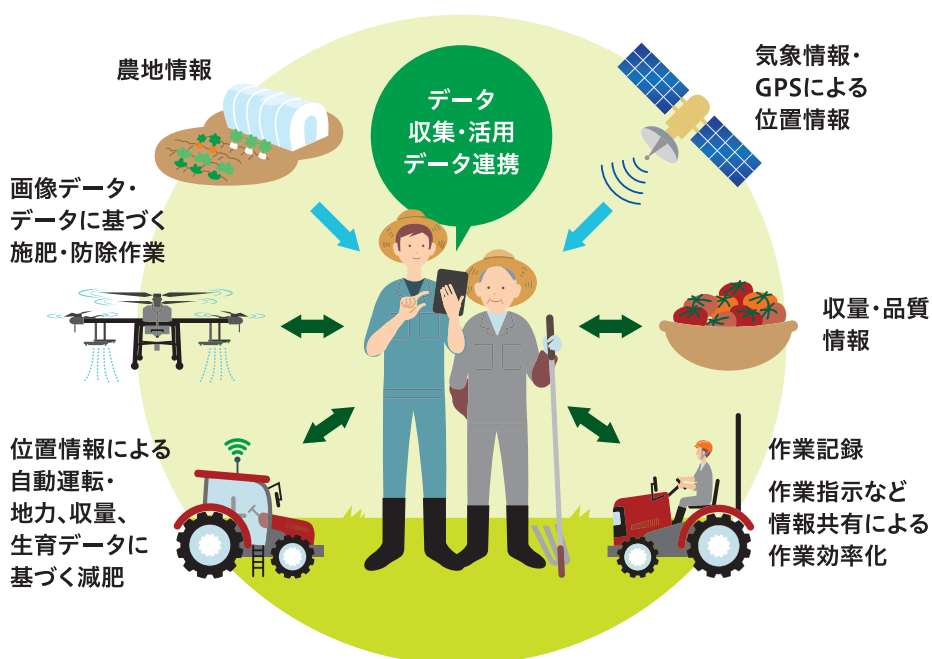 農地情報
データ
収集・活用
データ連携
気象情報・
GPSによる
位置情報
画像データ・
データに基づく
施肥・防除作業
収量・品質
情報
位置情報による
自動運転・
地力、収量、
生育データに
基づく減肥
作業記録
作業指示など
情報共有による
作業効率化